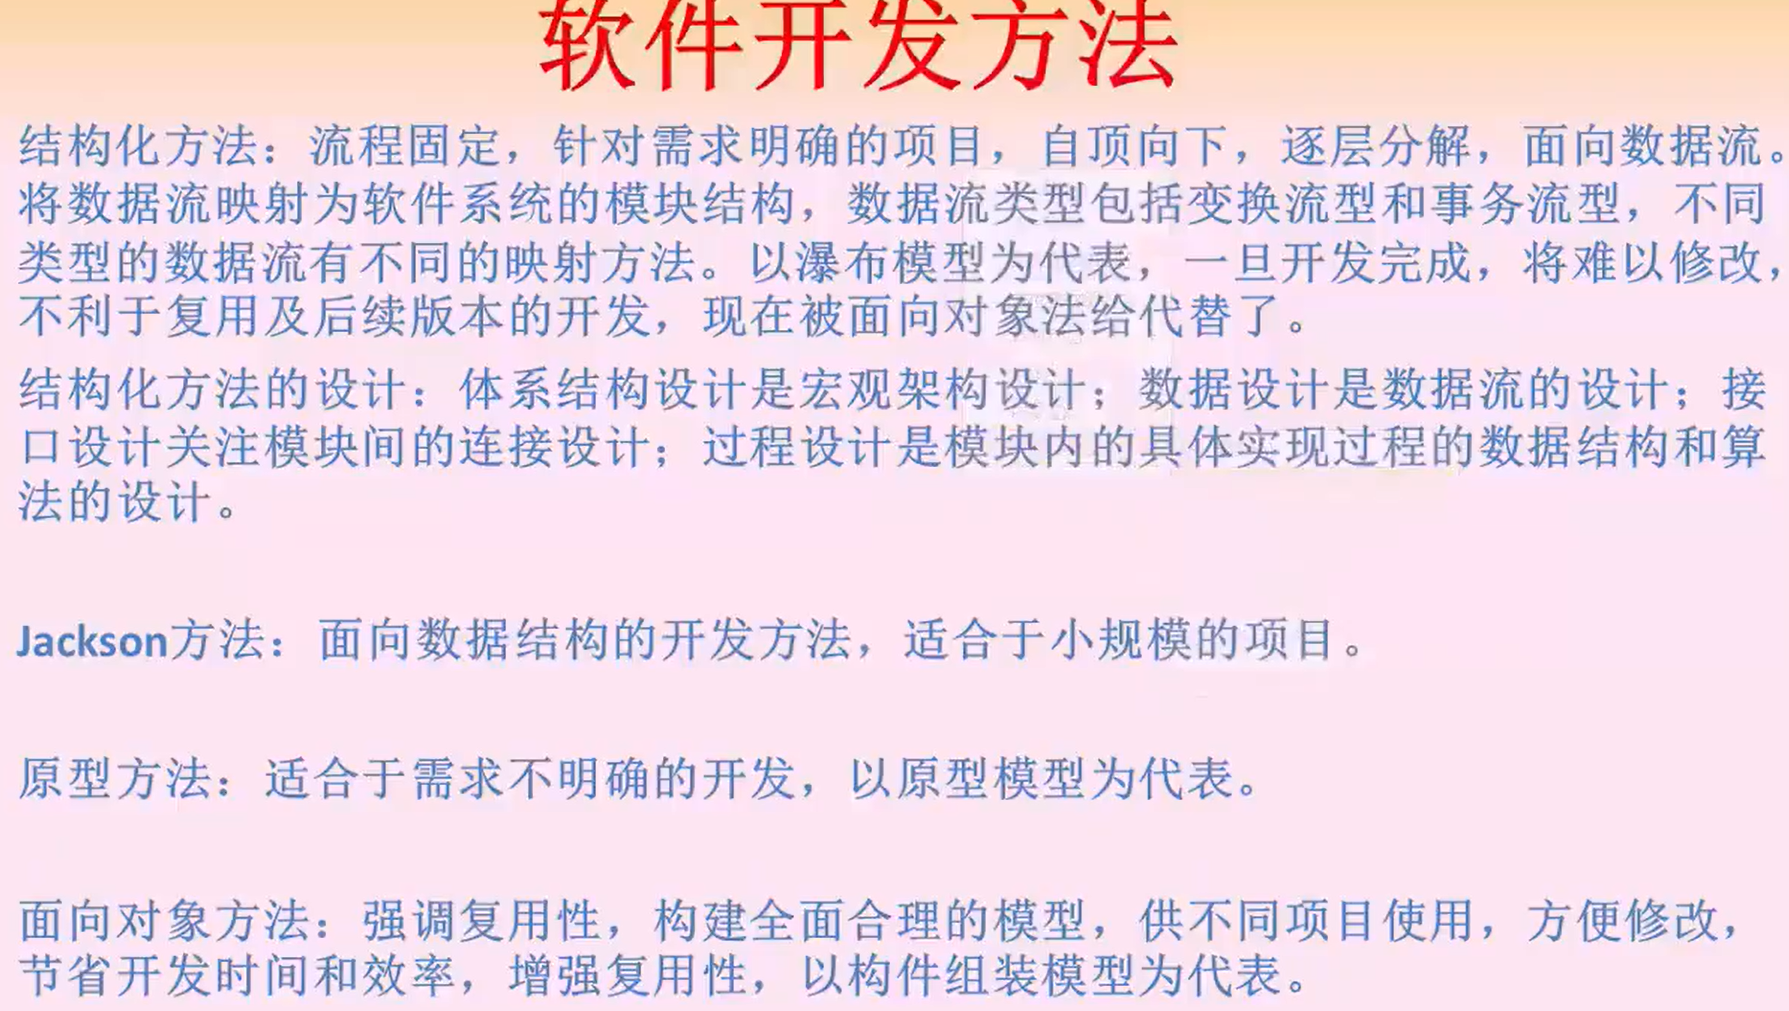 软件开发方法
结构化方法：流程固定，针对需求明确的项目，自顶向下，逐层分解，面向数据流。
将数据流映射为软件系统的模块结构，数据流类型包括变换流型和事务流型，不同
类型的数据流有不同的映射方法。以瀑布模型为代表，一旦开发完成，将难以修改，
不利于复用及后续版本的开发，现在被面向对象法给代替了。
结构化方法的设计：体系结构设计是宏观架构设计；数据设计是数据流的设计；接
口设计关注模块间的连接设计；过程设计是模块内的具体实现过程的数据结构和算
法的设计。
Jackson方法：面向数据结构的开发方法，适合于小规模的项目。
原型方法：适合于需求不明确的开发，以原型模型为代表。
面向对象方法：强调复用性，构建全面合理的模型，供不同项目使用，方便修改，
节省开发时间和效率，增强复用性，以构件组装模型为代表。